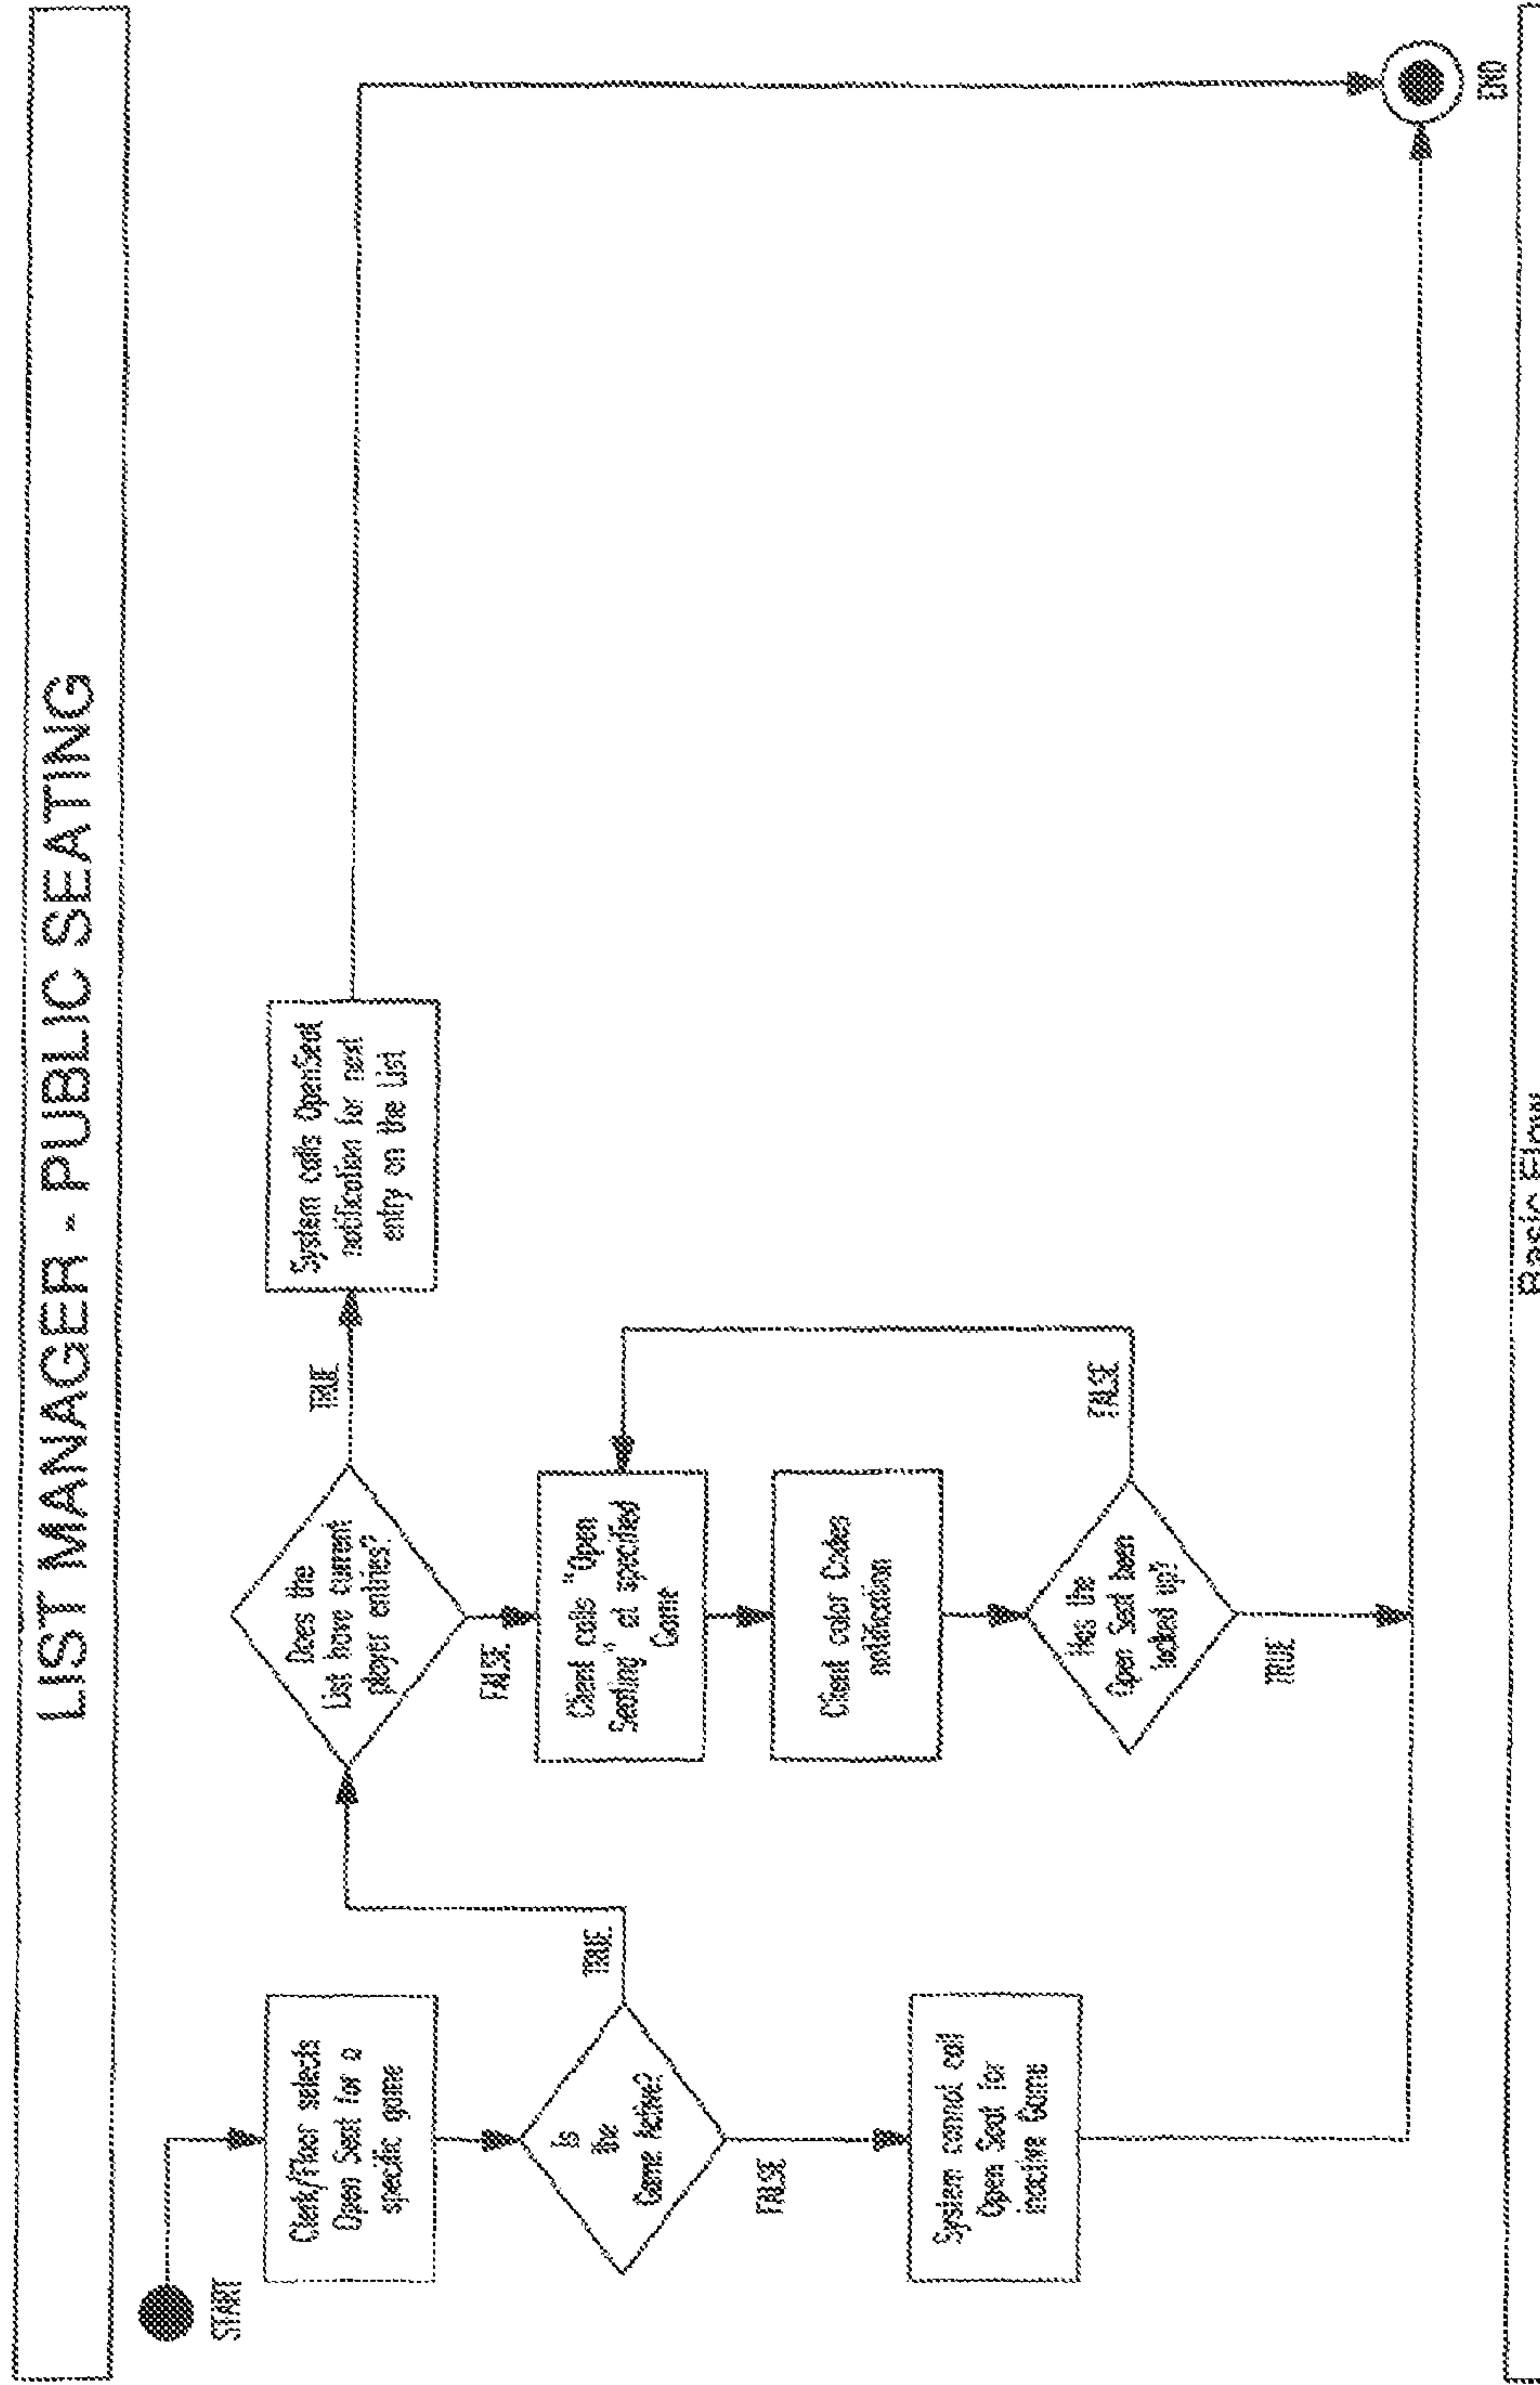 LIST MANAGER - PUBLIC SEATING
START
Clerk/Floor selects
Open Seat for a
specific game
Is
the
Game Active?
TRUE
FALSE
System cannot call
Open Seat for
inactive Game
Does the
List have current
player entries?
TRUE
FALSE
System calls OpenSeat
notification for next
entry on the List
Client calls "Open
Seating" at specified
Game
Client color Codes
notification
Has the
Open Seat been
locked up?
FALSE
TRUE
END
Basic Flow